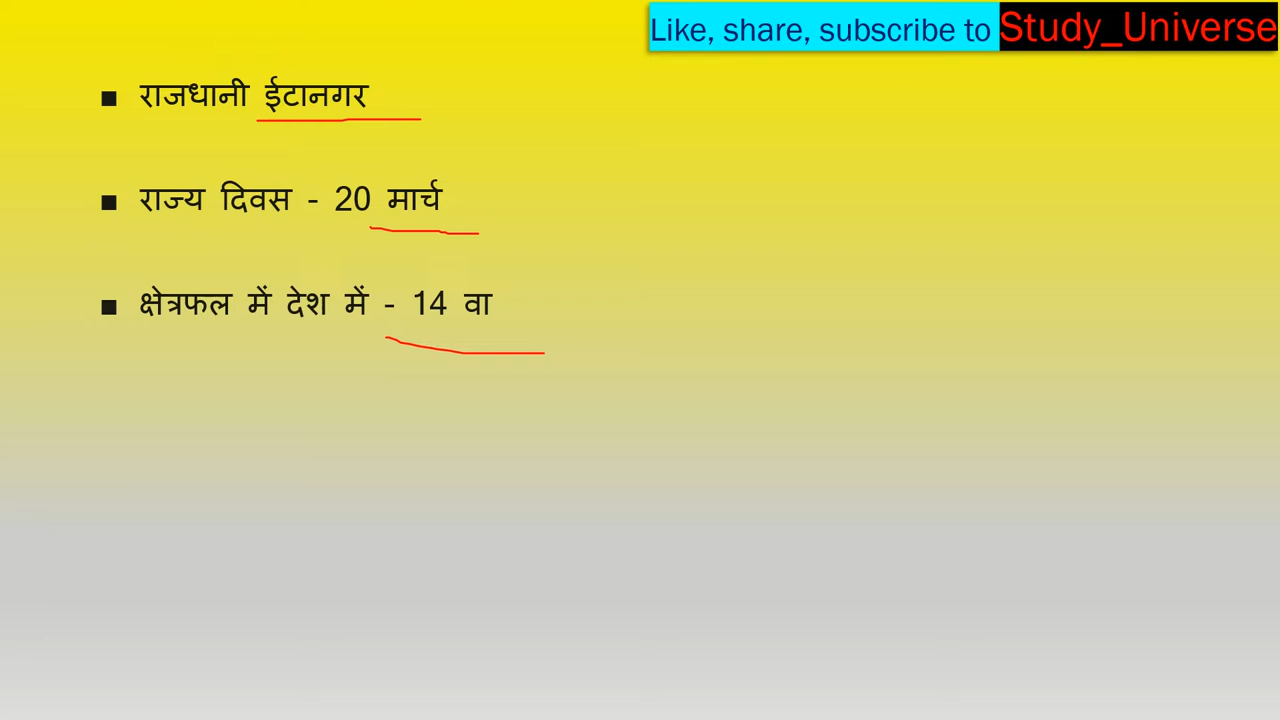 Like, share, subscribe to Study_Universe
▪ राजधानी ईटानगर
▪ राज्य दिवस - 20 मार्च
▪ क्षेत्रफल में देश में - 14 वा